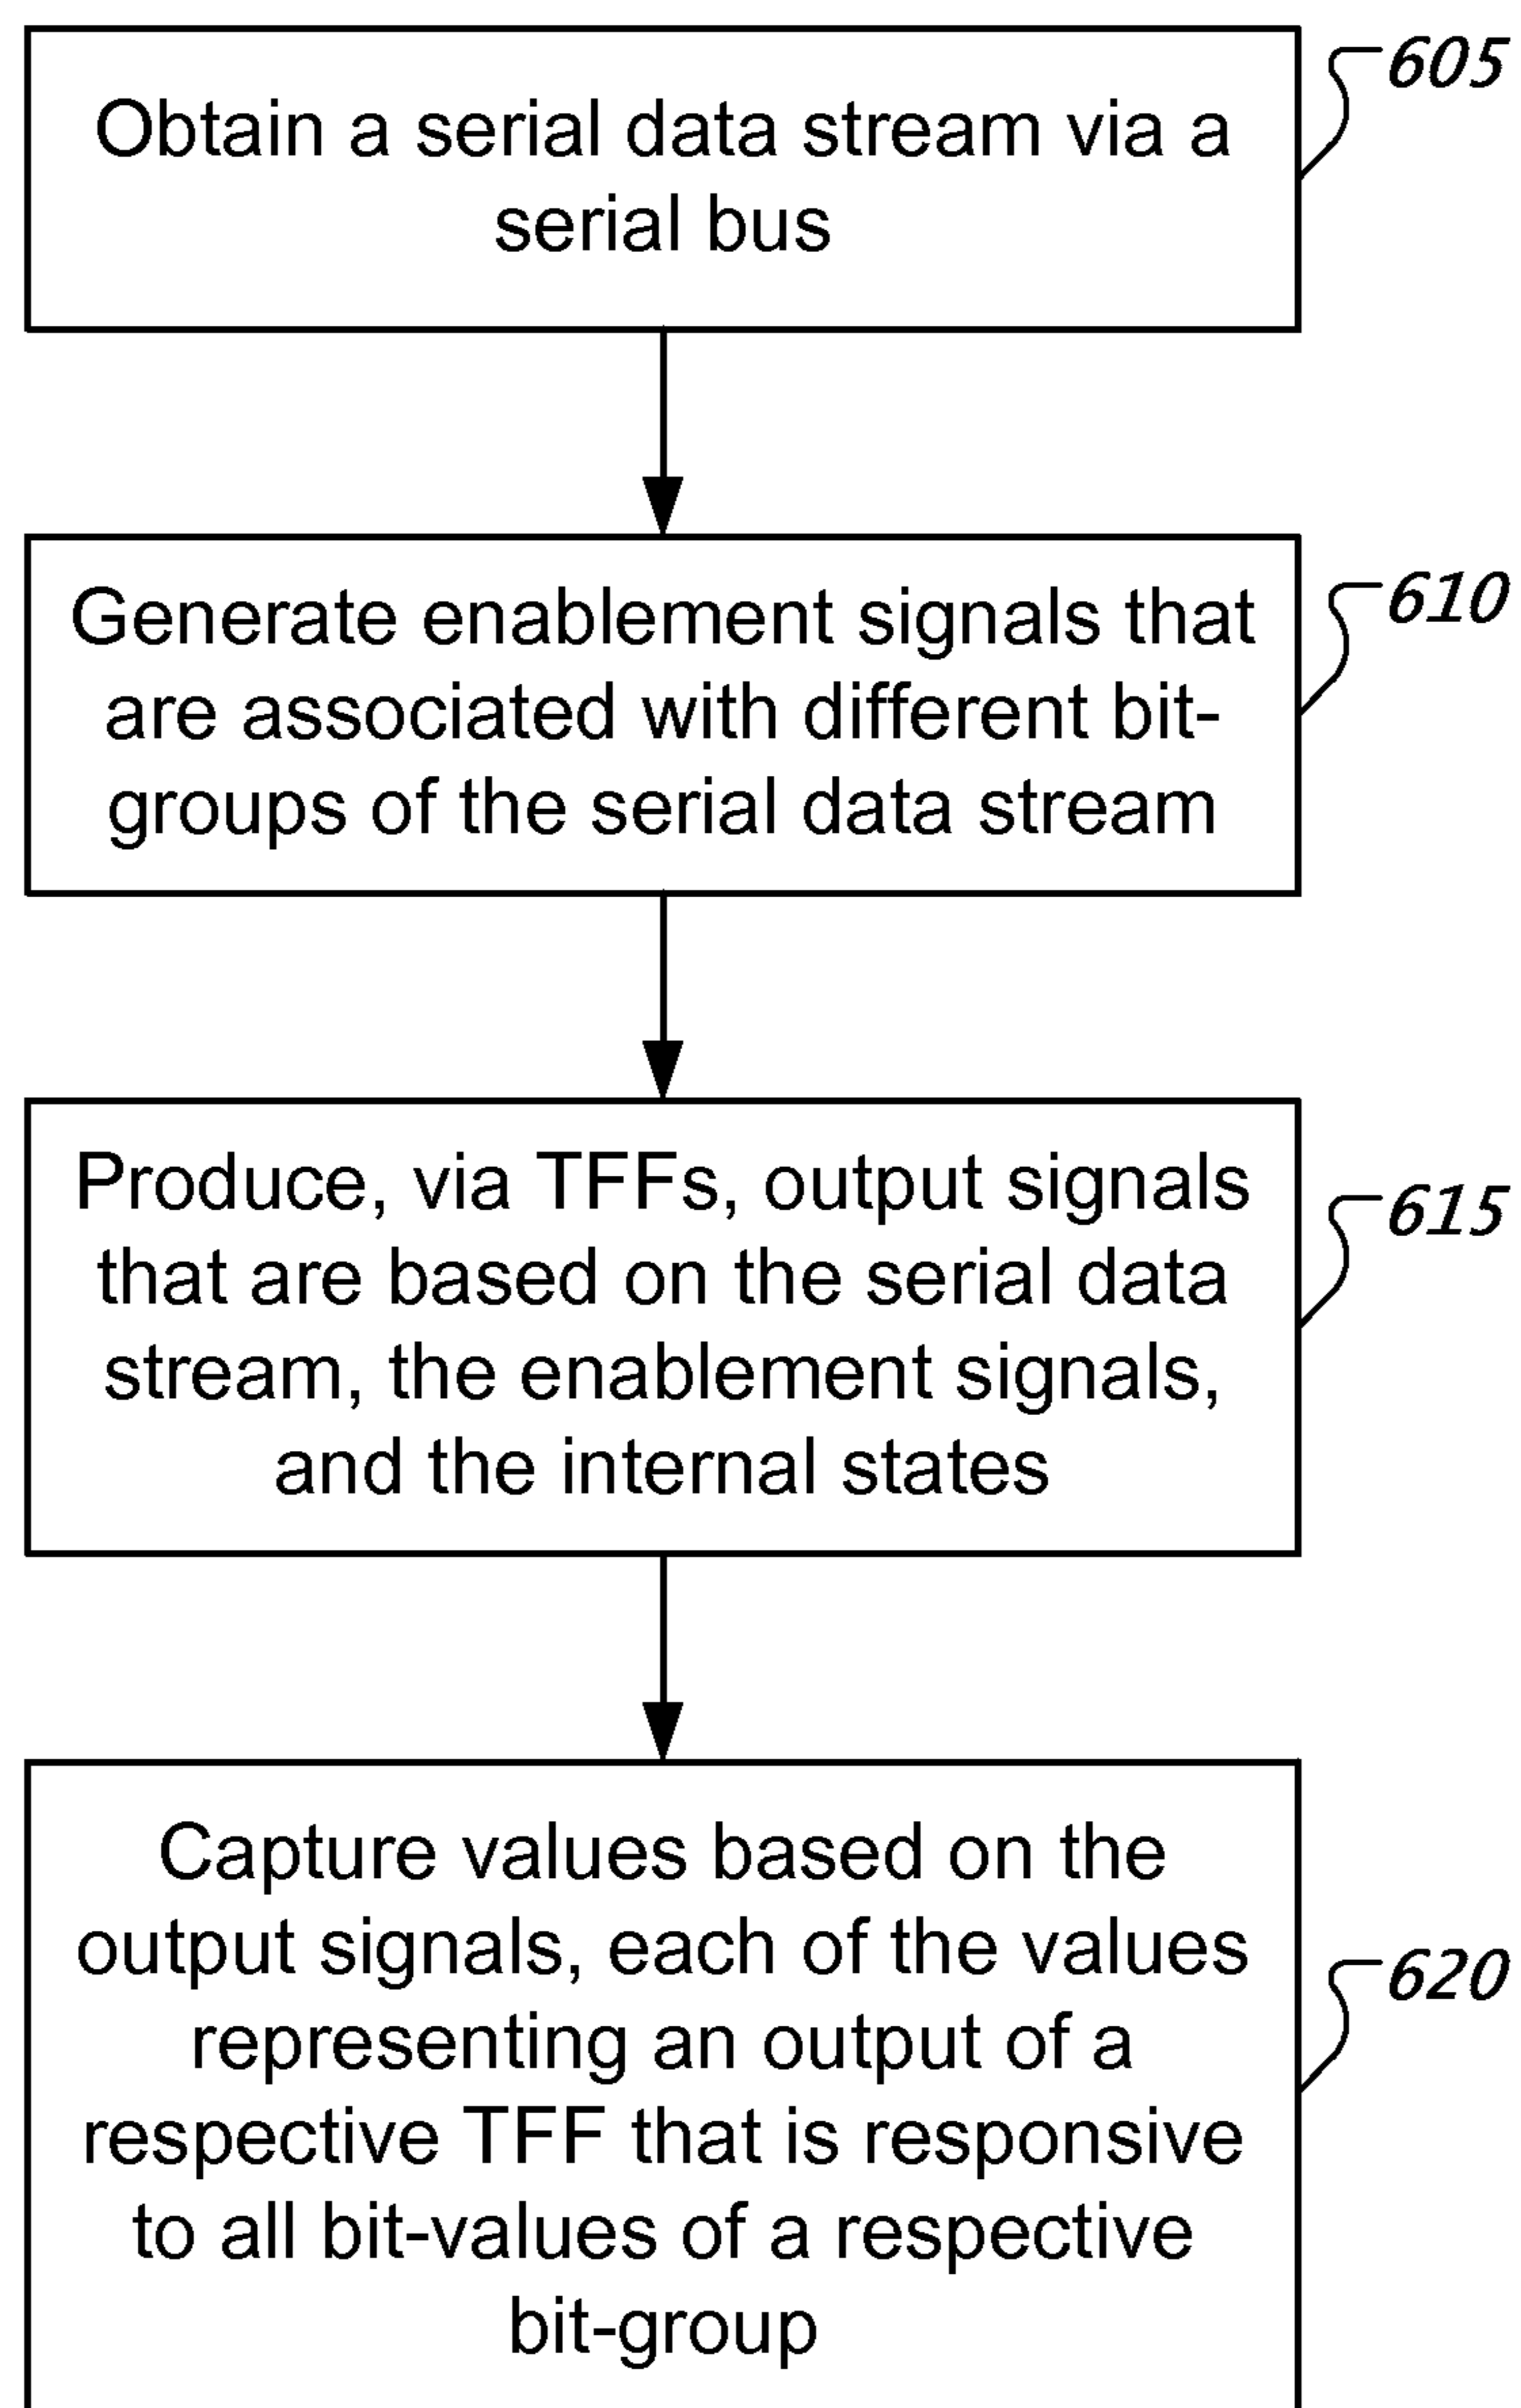 605
Obtain a serial data stream via a
serial bus
610
Generate enablement signals that
are associated with different bit-
groups of the serial data stream
615
Produce, via TFFs, output signals
that are based on the serial data
stream, the enablement signals,
and the internal states
620
Capture values based on the
output signals, each of the values
representing an output of a
respective TFF that is responsive
to all bit-values of a respective
bit-group